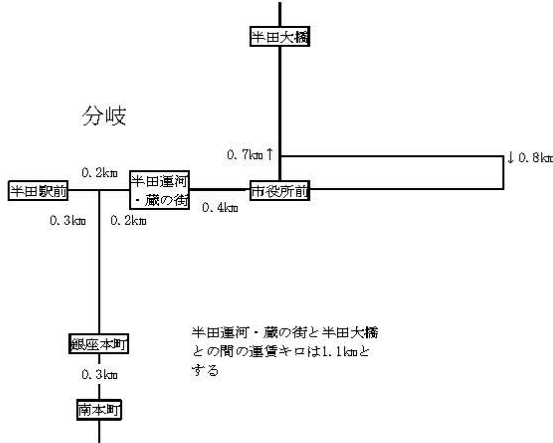 半田大橋
分岐
0.7km↑
↓0.8km
0.2km
半田駅前
半田運河
・蔵の街
市役所前
0.3km
0.2km
0.4km
銀座本町
0.3km
南本町
半田運河・蔵の街と半田大橋
との間の運賃キロは1.1kmと
する